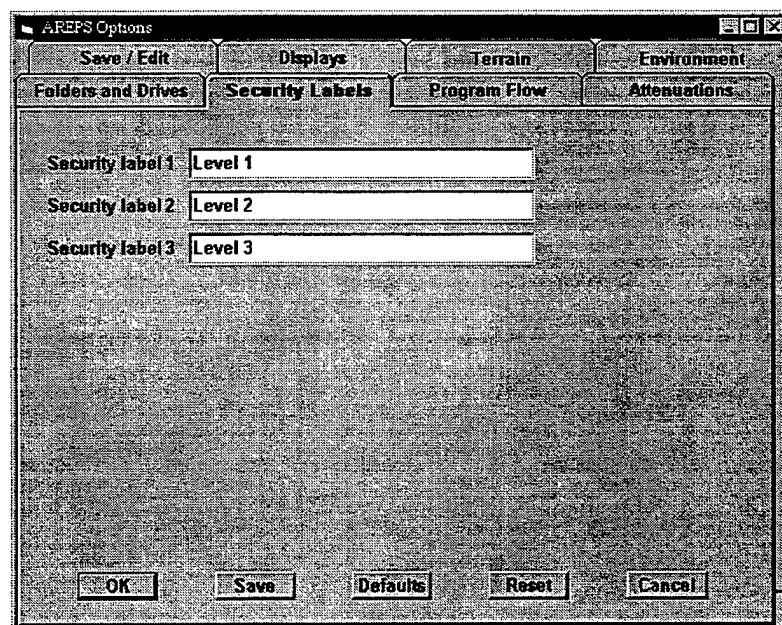 AREPS Options
Save / Edit Displays Terrain Environment
Folders and Drives Security Labels Program Flow Attenuations
Security label 1 Level 1
Security label 2 Level 2
Security label 3 Level 3
OK Save Defaults Reset Cancel